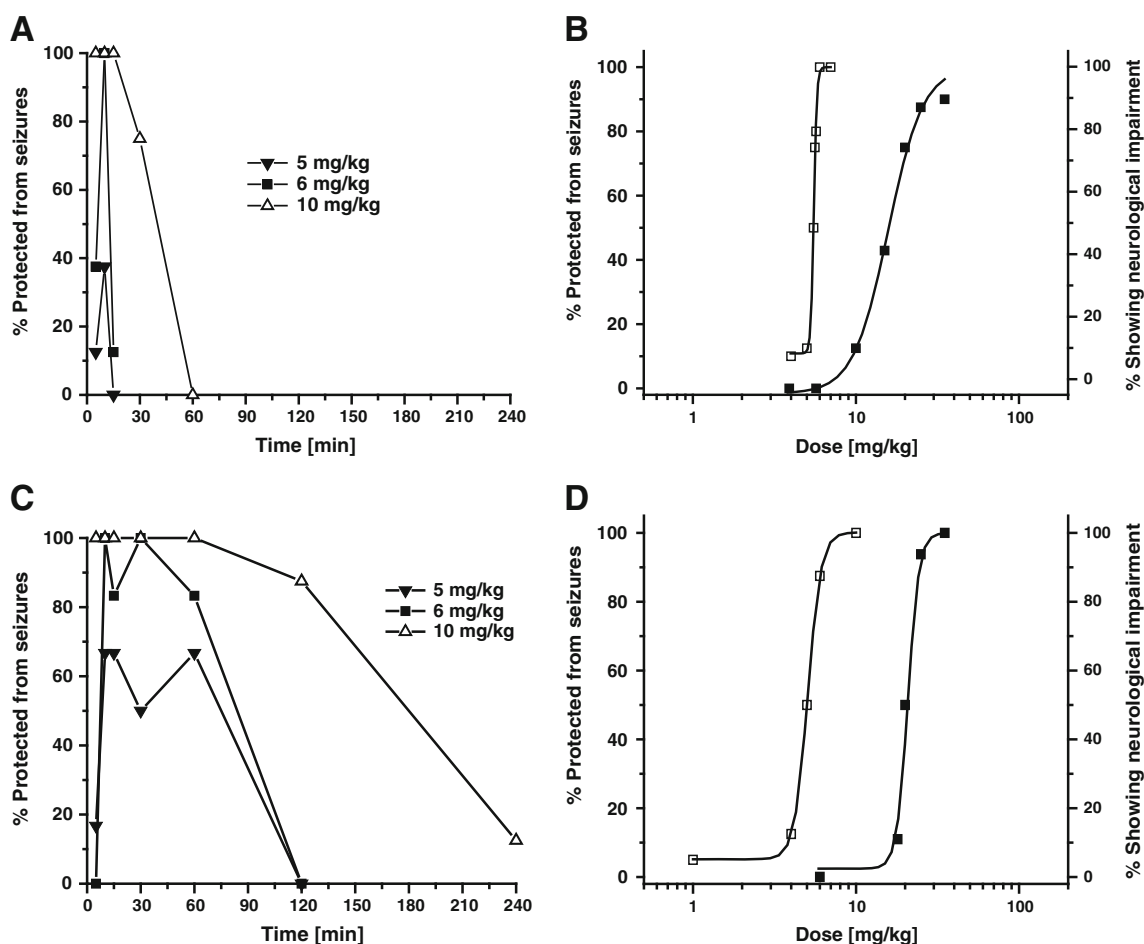 A
100
80
60
40
20
0
% Protected from seizures
5 mg/kg
6 mg/kg
10 mg/kg
0 30 60 90 120 150 180 210 240
Time [min]
B
100
80
60
40
20
0
% Protected from seizures
100
80
60
40
20
0
% Showing neurological impairment
1 10 100
Dose [mg/kg]
C
100
80
60
40
20
0
% Protected from seizures
5 mg/kg
6 mg/kg
10 mg/kg
0 30 60 90 120 150 180 210 240
Time [min]
D
100
80
60
40
20
0
% Protected from seizures
100
80
60
40
20
0
% Showing neurological impairment
1 10 100
Dose [mg/kg]